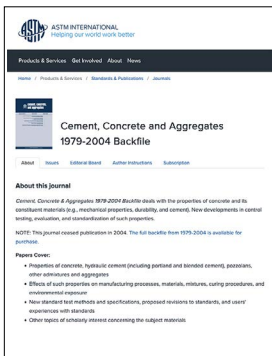 ASTM
ASTM INTERNATIONAL
Helping our world work better
Products & Services Get Involved About News
Home / Products & Services / Standards & Publications / Journals
Cement, Concrete and Aggregates
1979-2004 Backfile
About Issues Editorial Board Author Instructions Subscription
About this journal
Cement, Concrete & Aggregates 1979-2004 Backfile deals with the properties of concrete and its
constituent materials (e.g., mechanical properties, durability, and cement). New developments in control
testing, evaluation, and standardization of such properties.
NOTE: This journal ceased publication in 2004. The full backfile from 1979-2004 is available for
purchase.
Papers Cover:
• Properties of concrete, hydraulic cement (including portland and blended cement), pozzolans,
other admixtures and aggregates
• Effects of such properties on manufacturing processes, materials, mixtures, curing procedures, and
environmental exposure
• New standard test methods and specifications, proposed revisions to standards, and users'
experiences with standards
• Other topics of scholarly interest concerning the subject materials